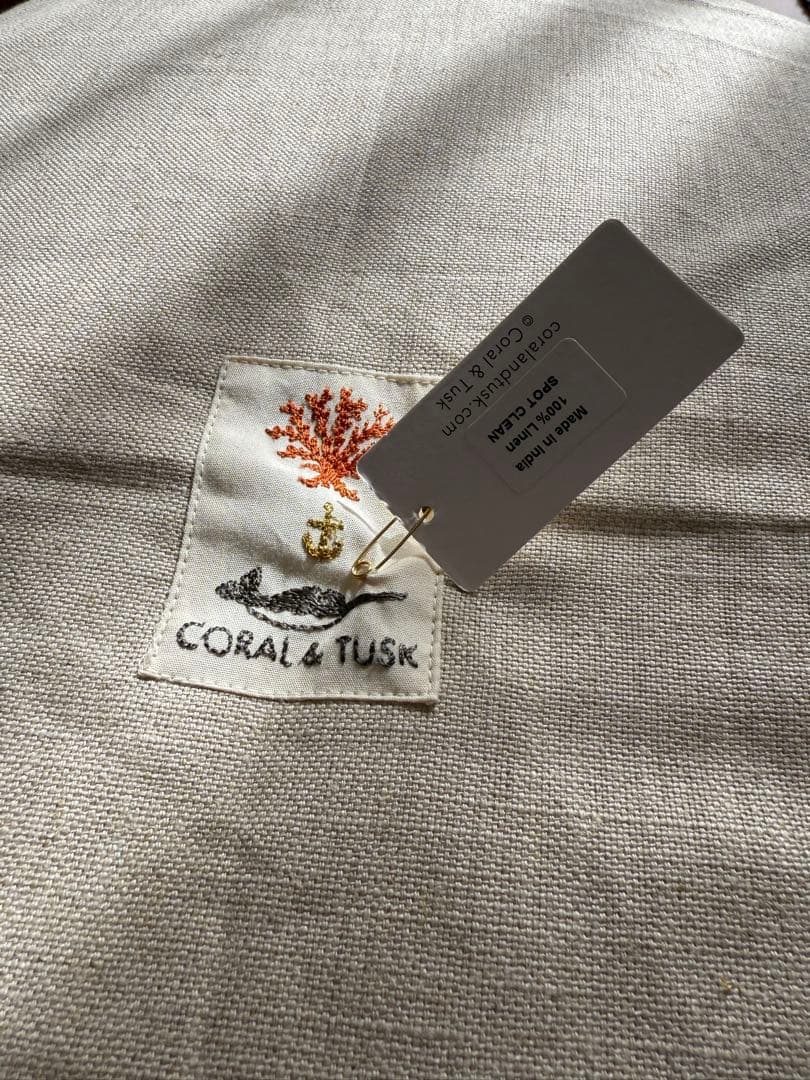 CORAL & TUSK
Made in India
100% Linen
SPOT CLEAN
© Coral & Tusk
coralandtusk.com